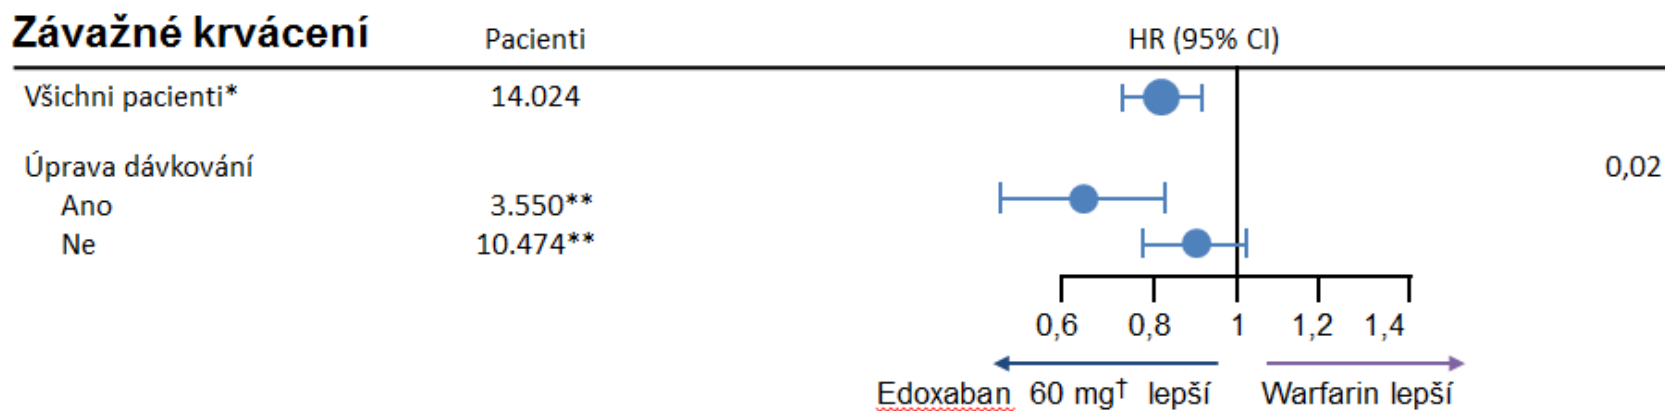 Závažné krvácení Pacienti HR (95% CI)
Všichni pacienti* 14.024
Úprava dávkování 0,02
Ano 3.550**
Ne 10.474**
0,6 0,8 1 1,2 1,4
Edoxaban 60 mg† lepší Warfarin lepší